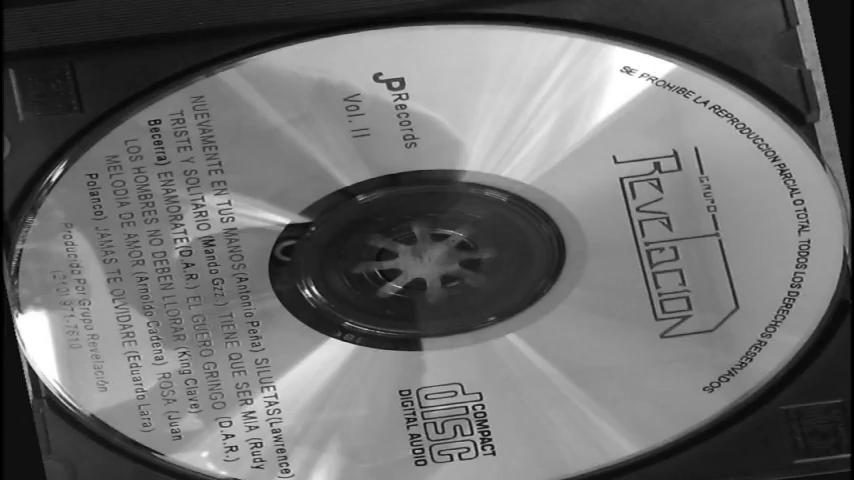 SE PROHIBE LA REPRODUCCION PARCIAL O TOTAL TODOS LOS DERECHOS RESERVADOS
GRUPO
REVELACION
JP Records
Vol. II
COMPACT
disc
DIGITAL AUDIO
NUEVAMENTE EN TUS MANOS (Antonio Peña) SILUETAS (Lawrence)
TRISTE Y SOLITARIO (Mando Grz.) TIENE QUE SER MIA (Rudy
Becerra) ENAMORATE (D.A.R.) EL GUERO GRINGO (D.A.R.)
LOS HOMBRES NO DEBEN LLORAR (King Clave)
MELODIA DE AMOR (Arnoldo Cadena) ROSA (Juan
Polanco) JAMAS TE OLVIDARE (Eduardo Lara)
Producido Por Grupo Revelación
(210) 971-7610